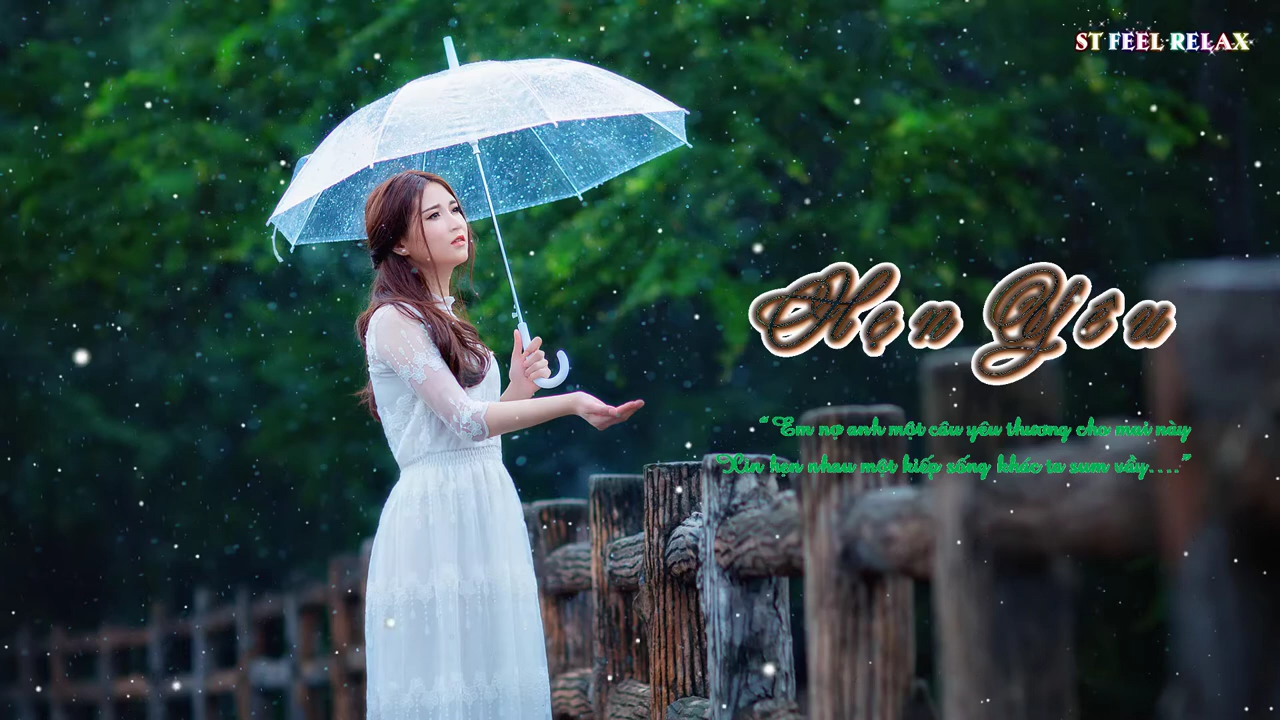 ST FEEL RELAX
Hẹn Yêu
“Em nợ anh một câu yêu thương cho mai này
Xin hẹn nhau một kiếp sống khác ta sum vầy....”